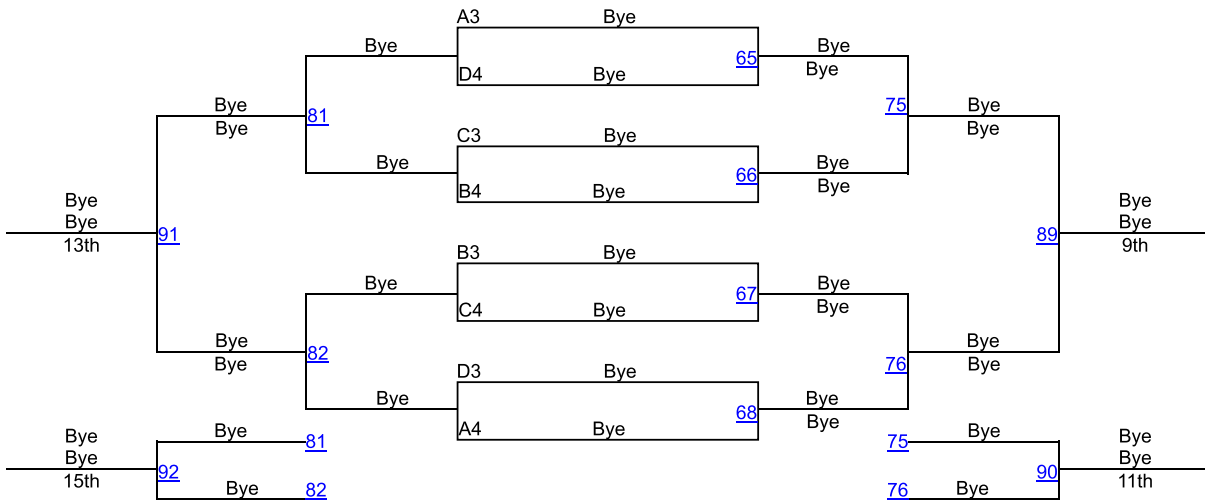 A3 Bye
Bye 65 Bye
D4 Bye Bye
Bye 81 75 Bye
Bye Bye
C3 Bye
Bye 66 Bye
B4 Bye Bye
Bye Bye
Bye 91 89 Bye
13th 9th
B3 Bye
Bye 67 Bye
C4 Bye Bye
Bye 82 76 Bye
Bye Bye
D3 Bye
Bye 68 Bye
A4 Bye Bye
Bye Bye 81 75 Bye Bye
Bye 92 90 Bye
15th Bye 82 76 Bye 11th